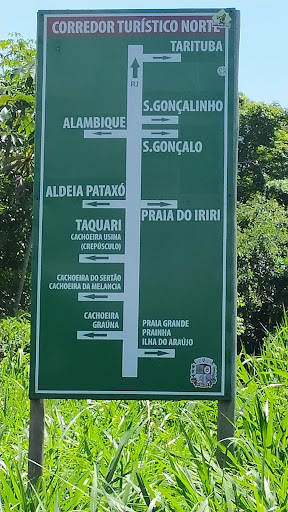 CORREDOR TURÍSTICO NORTE
TARITUBA
RJ
S.GONÇALINHO
ALAMBIQUE
S.GONÇALO
ALDEIA PATAXÓ
PRAIA DO IRIRI
TAQUARI
CACHOEIRA USINA
(CREPÚSCULO)
CACHOEIRA DO SERTÃO
CACHOEIRA DA MELANCIA
CACHOEIRA
GRAÚNA
PRAIA GRANDE
PRAINHA
ILHA DO ARAÚJO